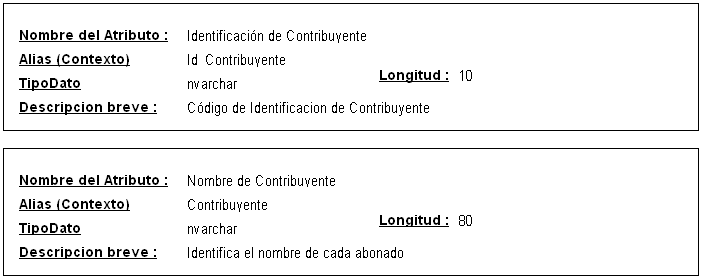 Nombre del Atributo : Identificación de Contribuyente
Alias (Contexto) Id Contribuyente
TipoDato nvarchar Longitud : 10
Descripcion breve : Código de Identificacion de Contribuyente
Nombre del Atributo : Nombre de Contribuyente
Alias (Contexto) Contribuyente
TipoDato nvarchar Longitud : 80
Descripcion breve : Identifica el nombre de cada abonado